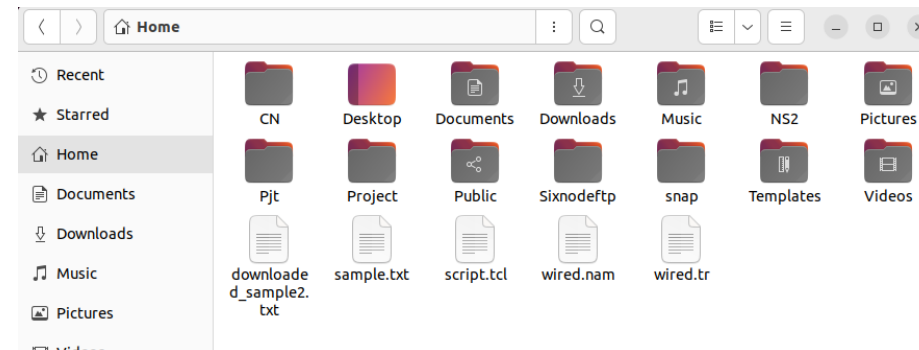 Home
Recent
Starred
Home
Documents
Downloads
Music
Pictures
CN
Desktop
Documents
Downloads
Music
NS2
Pictures
Pjt
Project
Public
Sixnodeftp
snap
Templates
Videos
downloade
d_sample2.
txt
sample.txt
script.tcl
wired.nam
wired.tr